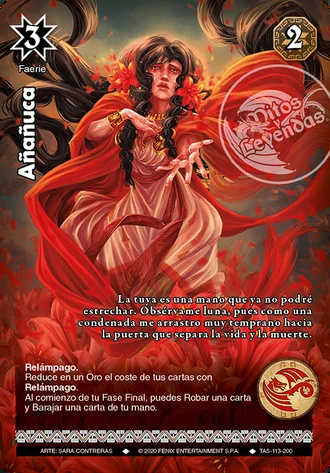 3
2
Faerie
Añañuca
Mitos y Leyendas
La tuya es una mano que ya no podré
estrechar. Obsérvame luna, pués como una
condenada me arrastro muy temprano hacia
la puerta que separa la vida y la muerte.
Relámpago.
Reduce en un Oro el coste de tus cartas con
Relámpago.
Al comienzo de tu Fase Final, puedes Robar una carta
y Barajar una carta de tu mano.
ARTE: SARA CONTRERAS ◆ © 2020 FENIX ENTERTAINMENT S.P.A. ◆ TAS-113-200